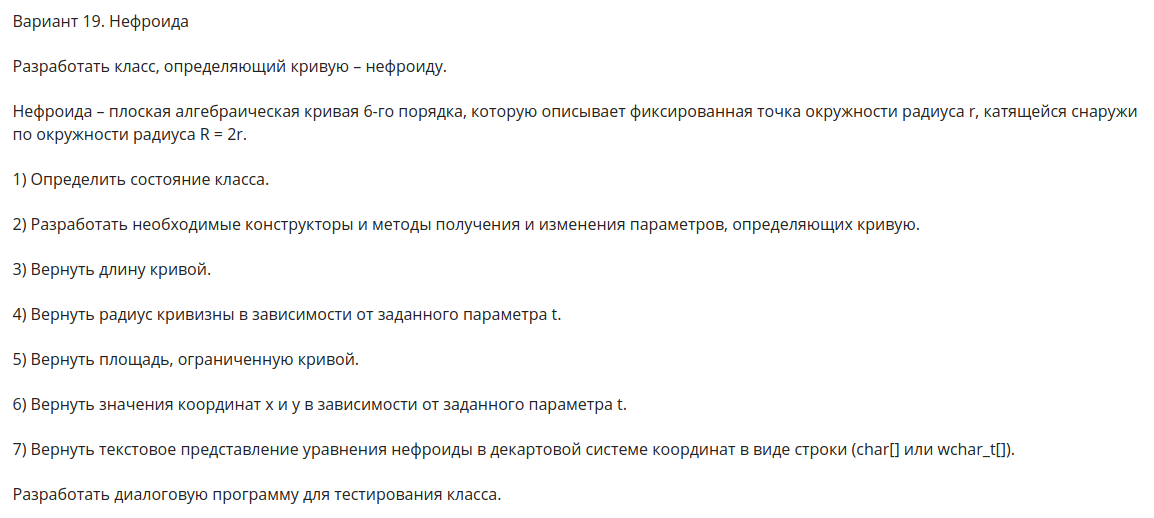 Вариант 19. Нефроида
Разработать класс, определяющий кривую – нефроиду.
Нефроида – плоская алгебраическая кривая 6-го порядка, которую описывает фиксированная точка окружности радиуса r, катящейся снаружи
по окружности радиуса R = 2r.
1) Определить состояние класса.
2) Разработать необходимые конструкторы и методы получения и изменения параметров, определяющих кривую.
3) Вернуть длину кривой.
4) Вернуть радиус кривизны в зависимости от заданного параметра t.
5) Вернуть площадь, ограниченную кривой.
6) Вернуть значения координат x и y в зависимости от заданного параметра t.
7) Вернуть текстовое представление уравнения нефроиды в декартовой системе координат в виде строки (char[] или wchar_t[]).
Разработать диалоговую программу для тестирования класса.